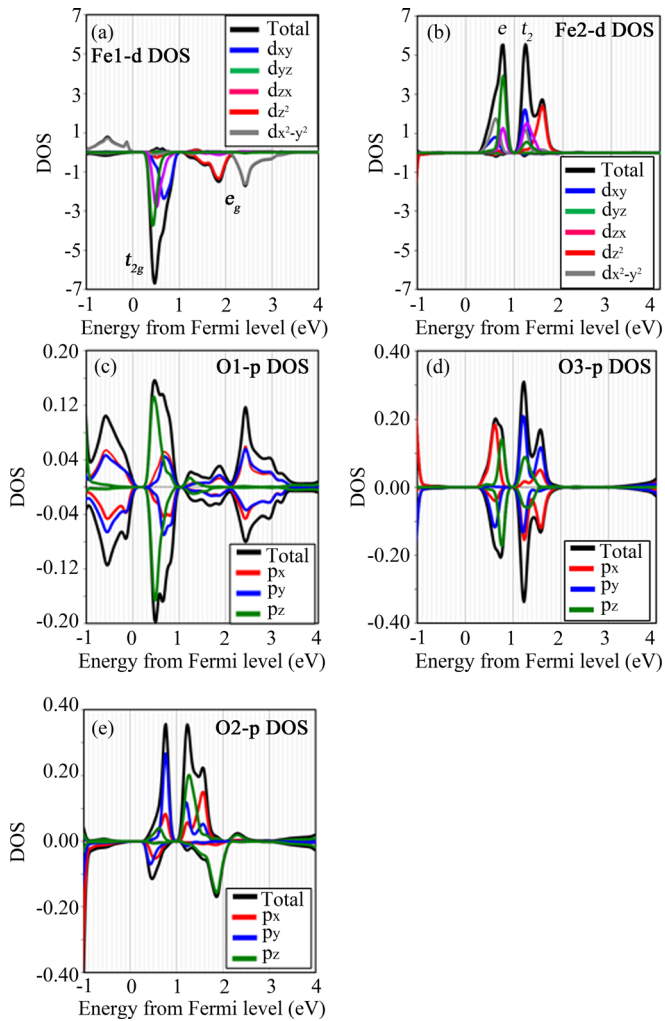 (a)
Fe1-d DOS
Total
dxy
dyz
dzx
dz²
dx²-y²
t2g
eg
7
5
3
1
-1
-3
-5
-7
DOS
-1 0 1 2 3 4
Energy from Fermi level (eV)
(b)
e
t2
Fe2-d DOS
Total
dxy
dyz
dzx
dz²
dx²-y²
7
5
3
1
-1
-3
-5
-7
DOS
-1 0 1 2 3 4
Energy from Fermi level (eV)
(c)
O1-p DOS
0.20
0.12
0.04
-0.04
-0.12
-0.20
DOS
Total
px
py
pz
-1 0 1 2 3 4
Energy from Fermi level (eV)
(d)
O3-p DOS
0.40
0.20
0.00
-0.20
-0.40
DOS
Total
px
py
pz
-1 0 1 2 3 4
Energy from Fermi level (eV)
(e)
O2-p DOS
0.40
0.20
0.00
-0.20
-0.40
DOS
Total
px
py
pz
-1 0 1 2 3 4
Energy from Fermi level (eV)